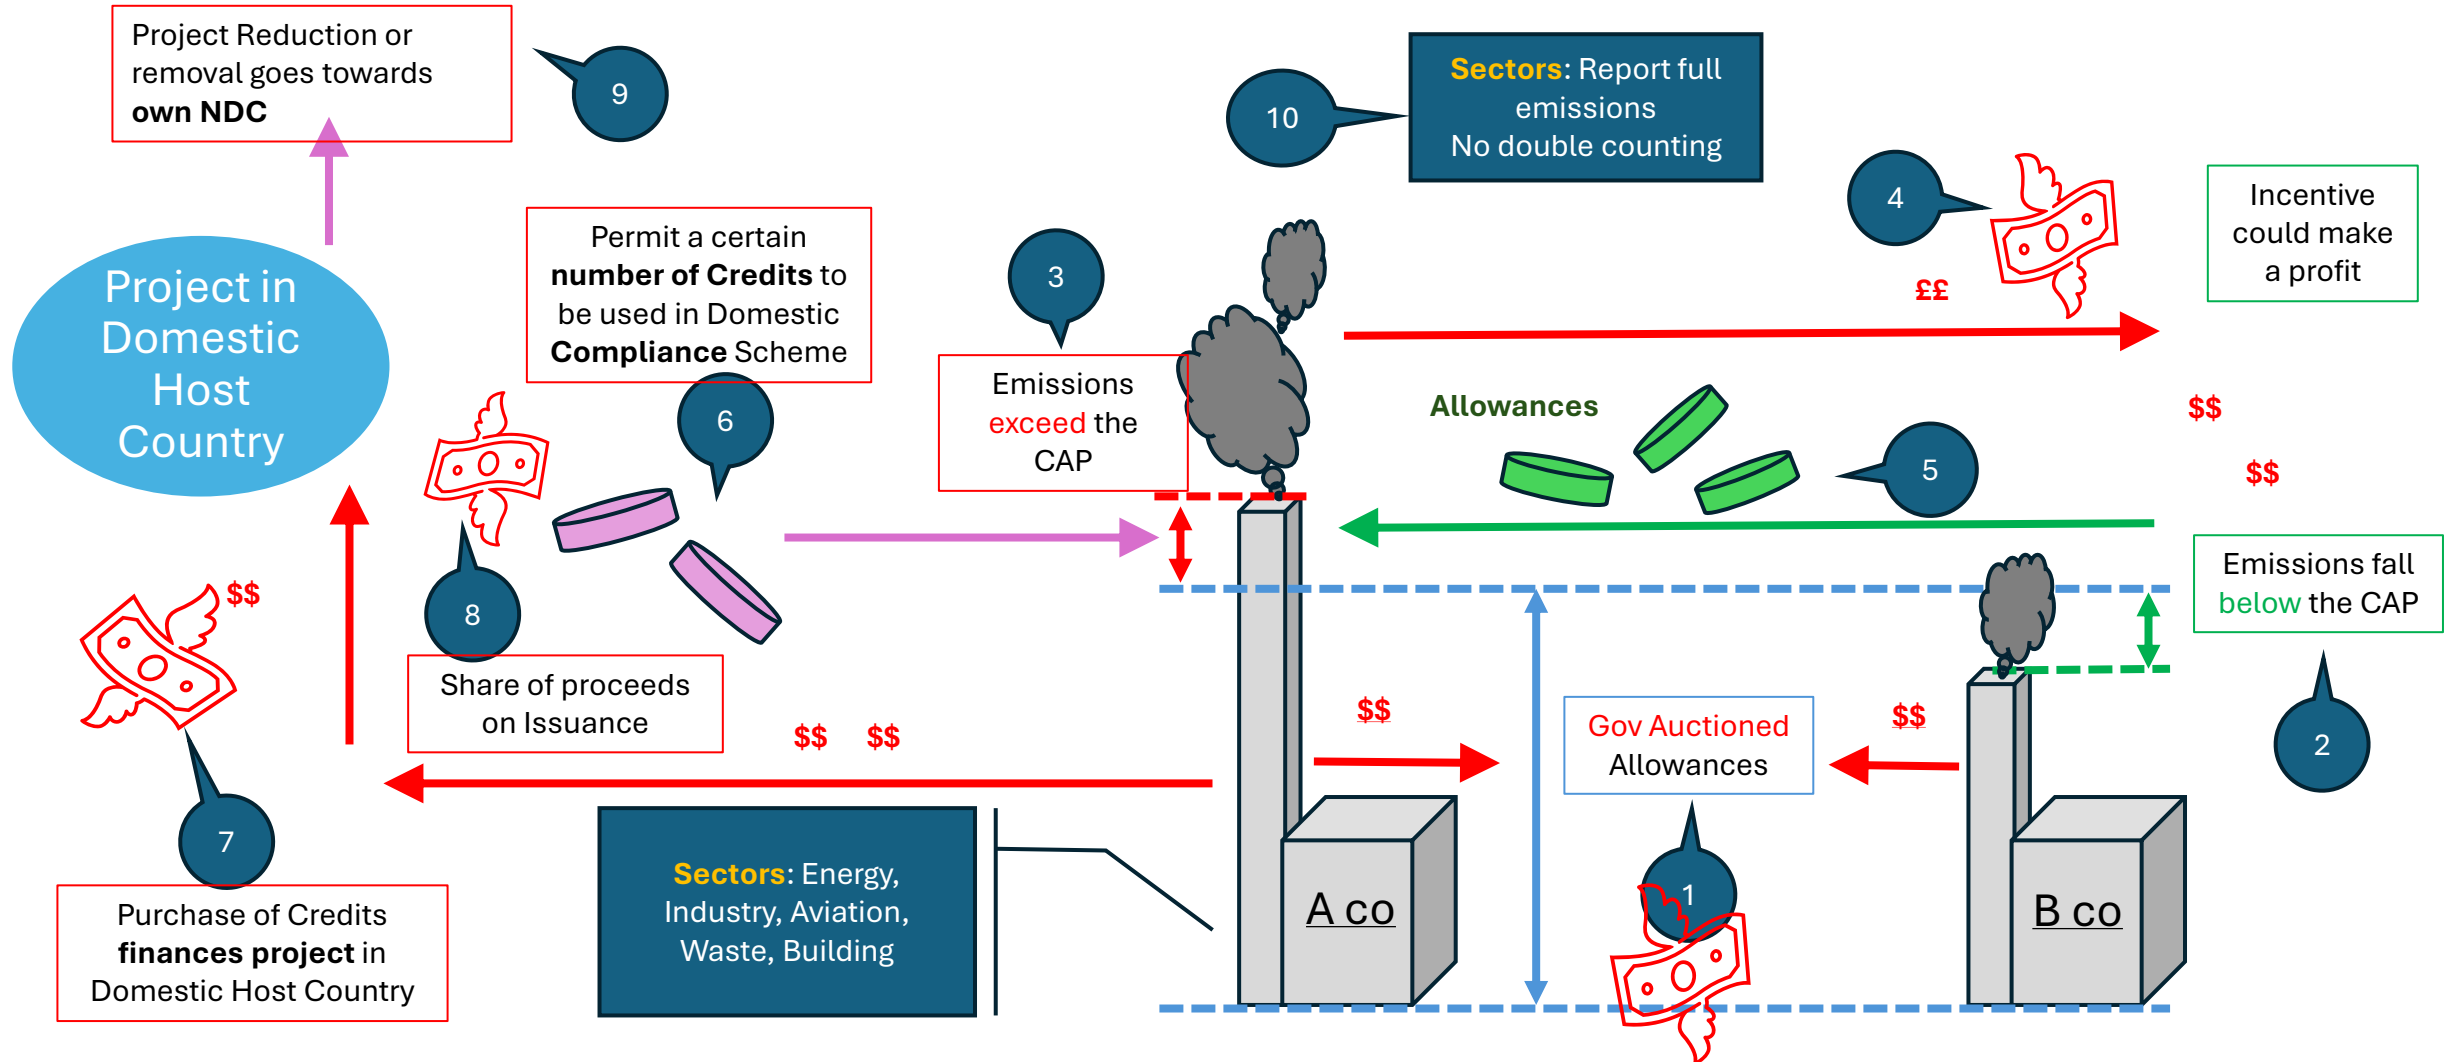 Project Reduction or
removal goes towards
own NDC
9
10
Sectors: Report full
emissions
No double counting
4
Incentive
could make
a profit
££
Permit a certain
number of Credits to
be used in Domestic
Compliance Scheme
3
Project in
Domestic
Host
Country
6
Emissions
exceed the
CAP
Allowances
$$
$$
5
8
$$
Emissions fall
below the CAP
2
Share of proceeds
on Issuance
$$
$$
$$
Gov Auctioned
Allowances
$$
7
Purchase of Credits
finances project in
Domestic Host Country
Sectors: Energy,
Industry, Aviation,
Waste, Building
A co
1
B co